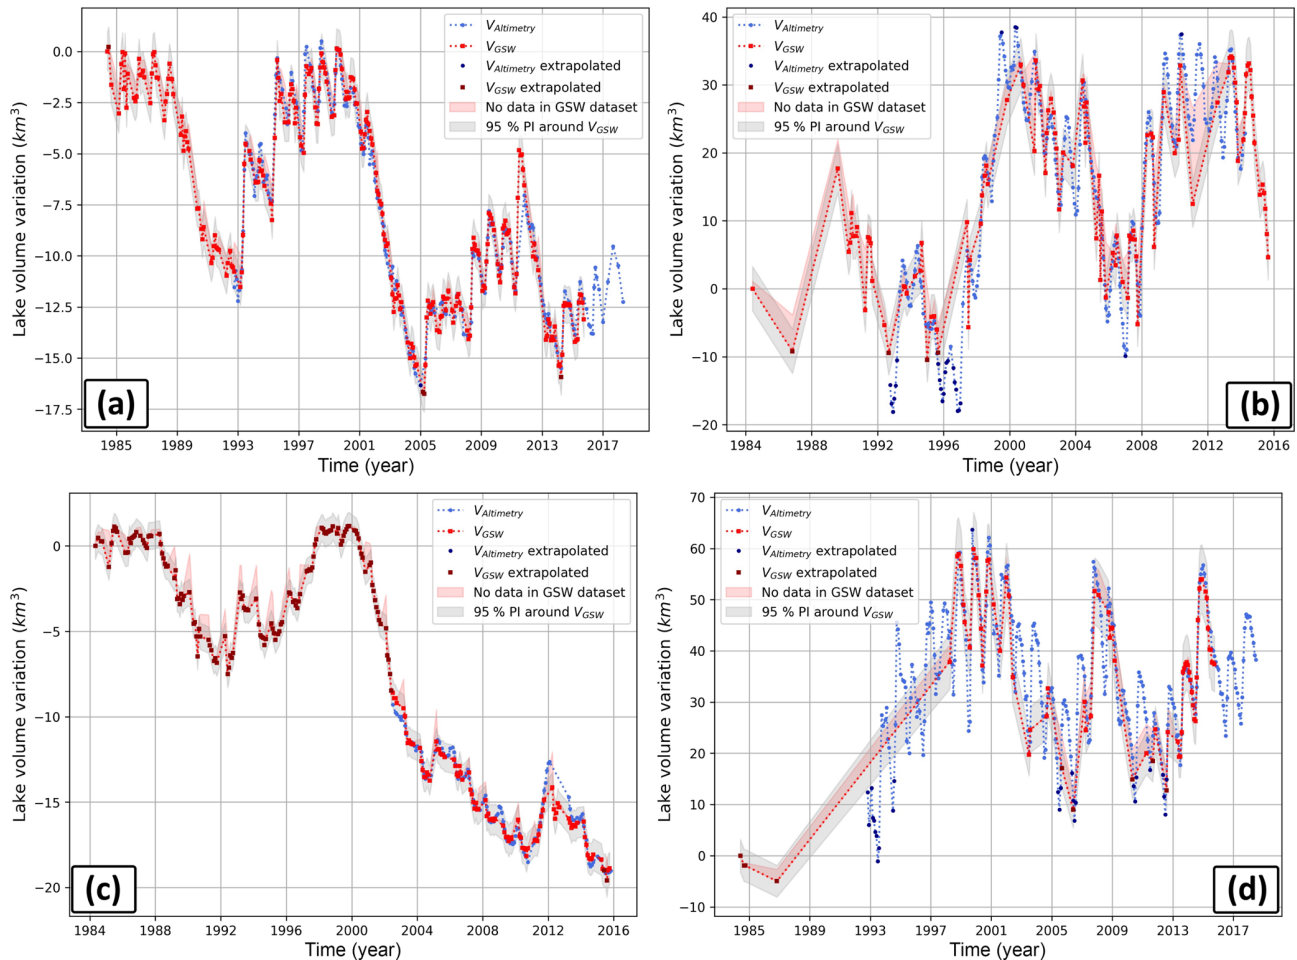 V_Altimetry
V_GSW
V_Altimetry extrapolated
V_GSW extrapolated
No data in GSW dataset
95 % PI around V_GSW
0.0
−2.5
−5.0
−7.5
−10.0
−12.5
−15.0
−17.5
Lake volume variation (km³)
(a)
1985 1989 1993 1997 2001 2005 2009 2013 2017
Time (year)
V_Altimetry
V_GSW
V_Altimetry extrapolated
V_GSW extrapolated
No data in GSW dataset
95 % PI around V_GSW
40
30
20
10
0
−10
−20
Lake volume variation (km³)
(b)
1984 1988 1992 1996 2000 2004 2008 2012 2016
Time (year)
V_Altimetry
V_GSW
V_Altimetry extrapolated
V_GSW extrapolated
No data in GSW dataset
95 % PI around V_GSW
0
−5
−10
−15
−20
Lake volume variation (km³)
(c)
1984 1988 1992 1996 2000 2004 2008 2012 2016
Time (year)
V_Altimetry
V_GSW
V_Altimetry extrapolated
V_GSW extrapolated
No data in GSW dataset
95 % PI around V_GSW
70
60
50
40
30
20
10
0
−10
Lake volume variation (km³)
(d)
1985 1989 1993 1997 2001 2005 2009 2013 2017
Time (year)